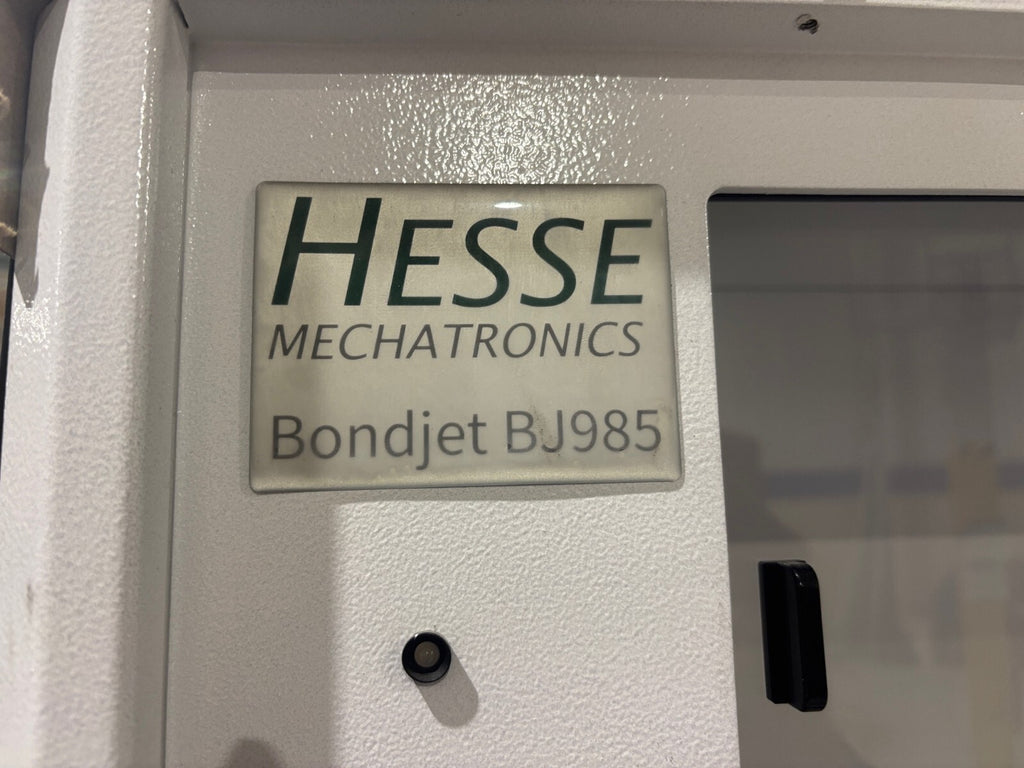 HESSE
MECHATRONICS
Bondjet BJ985